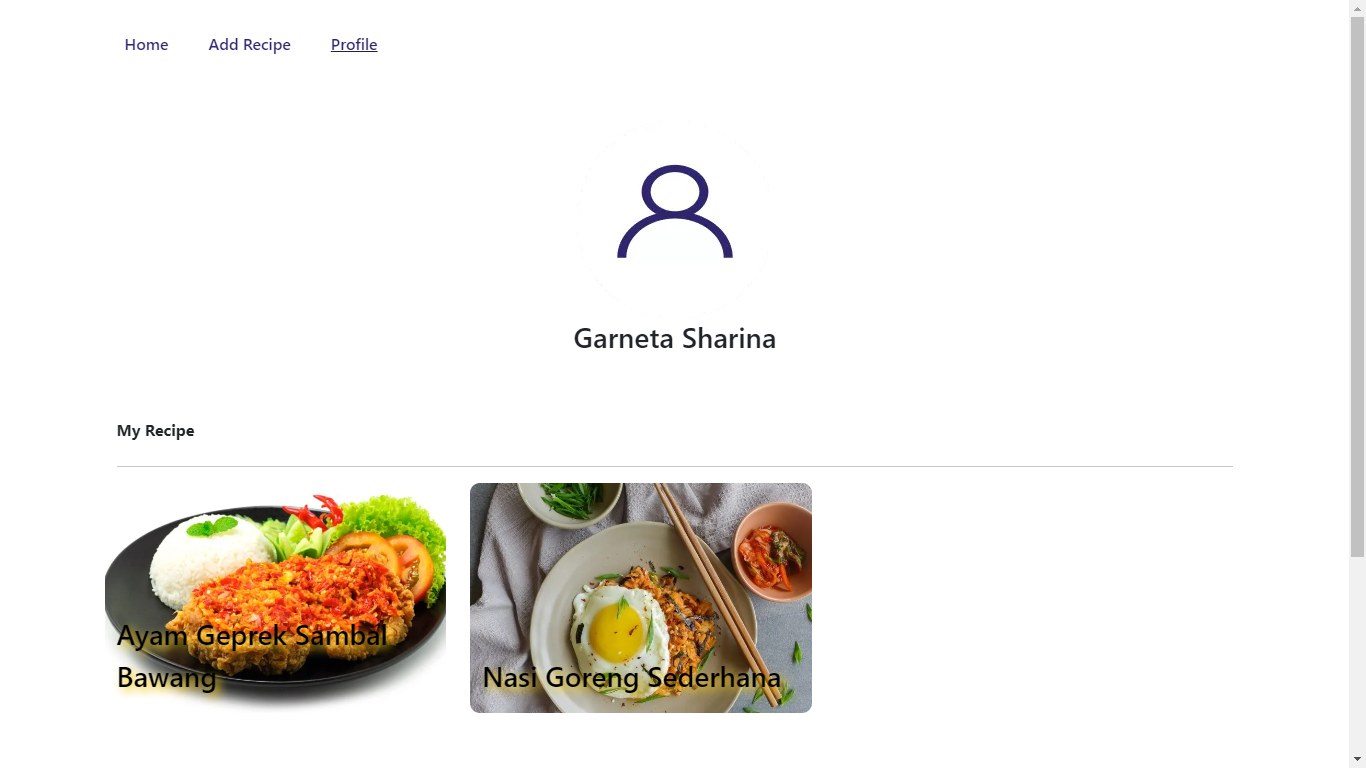 Home
Add Recipe
Profile
Garneta Sharina
My Recipe
Ayam Geprek Sambal
Bawang
Nasi Goreng Sederhana